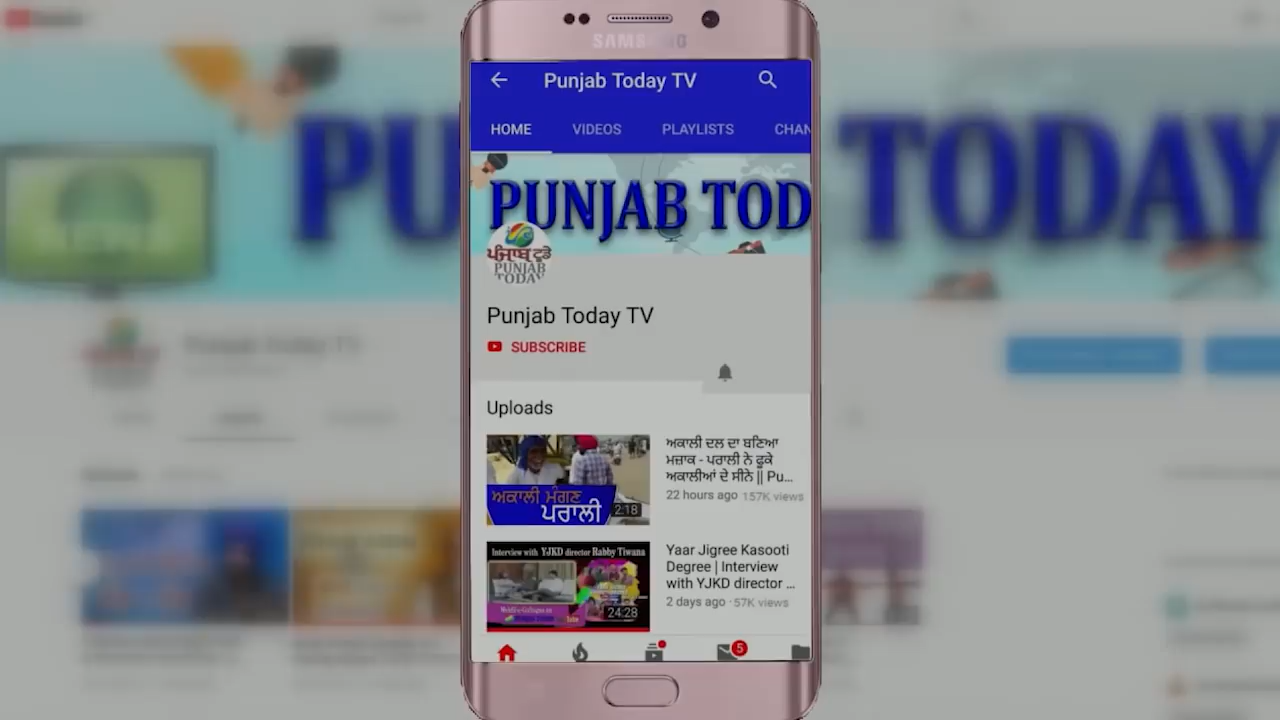 SAMSUNG
Punjab Today TV
HOME VIDEOS PLAYLISTS CHAN
PUNJAB TOD
ਪੰਜਾਬ ਟੂਡੇ
PUNJAB
TODAY
Punjab Today TV
SUBSCRIBE
Uploads
ਅਕਾਲੀ ਮੰਗਣ
ਪਰਾਲੀ
2:18
ਅਕਾਲੀ ਦਲ ਦਾ ਬਣਿਆ
ਮਜ਼ਾਕ - ਪਰਾਲੀ ਨੇ ਫੂਕੇ
ਅਕਾਲੀਆਂ ਦੇ ਸੀਨੇ || Pu...
22 hours ago 157K views
Interview with YJKD director Rabby Tiwana
24:28
Yaar Jigree Kasooti
Degree | Interview
with YJKD director ...
2 days ago · 57K views
5
PU TODAY